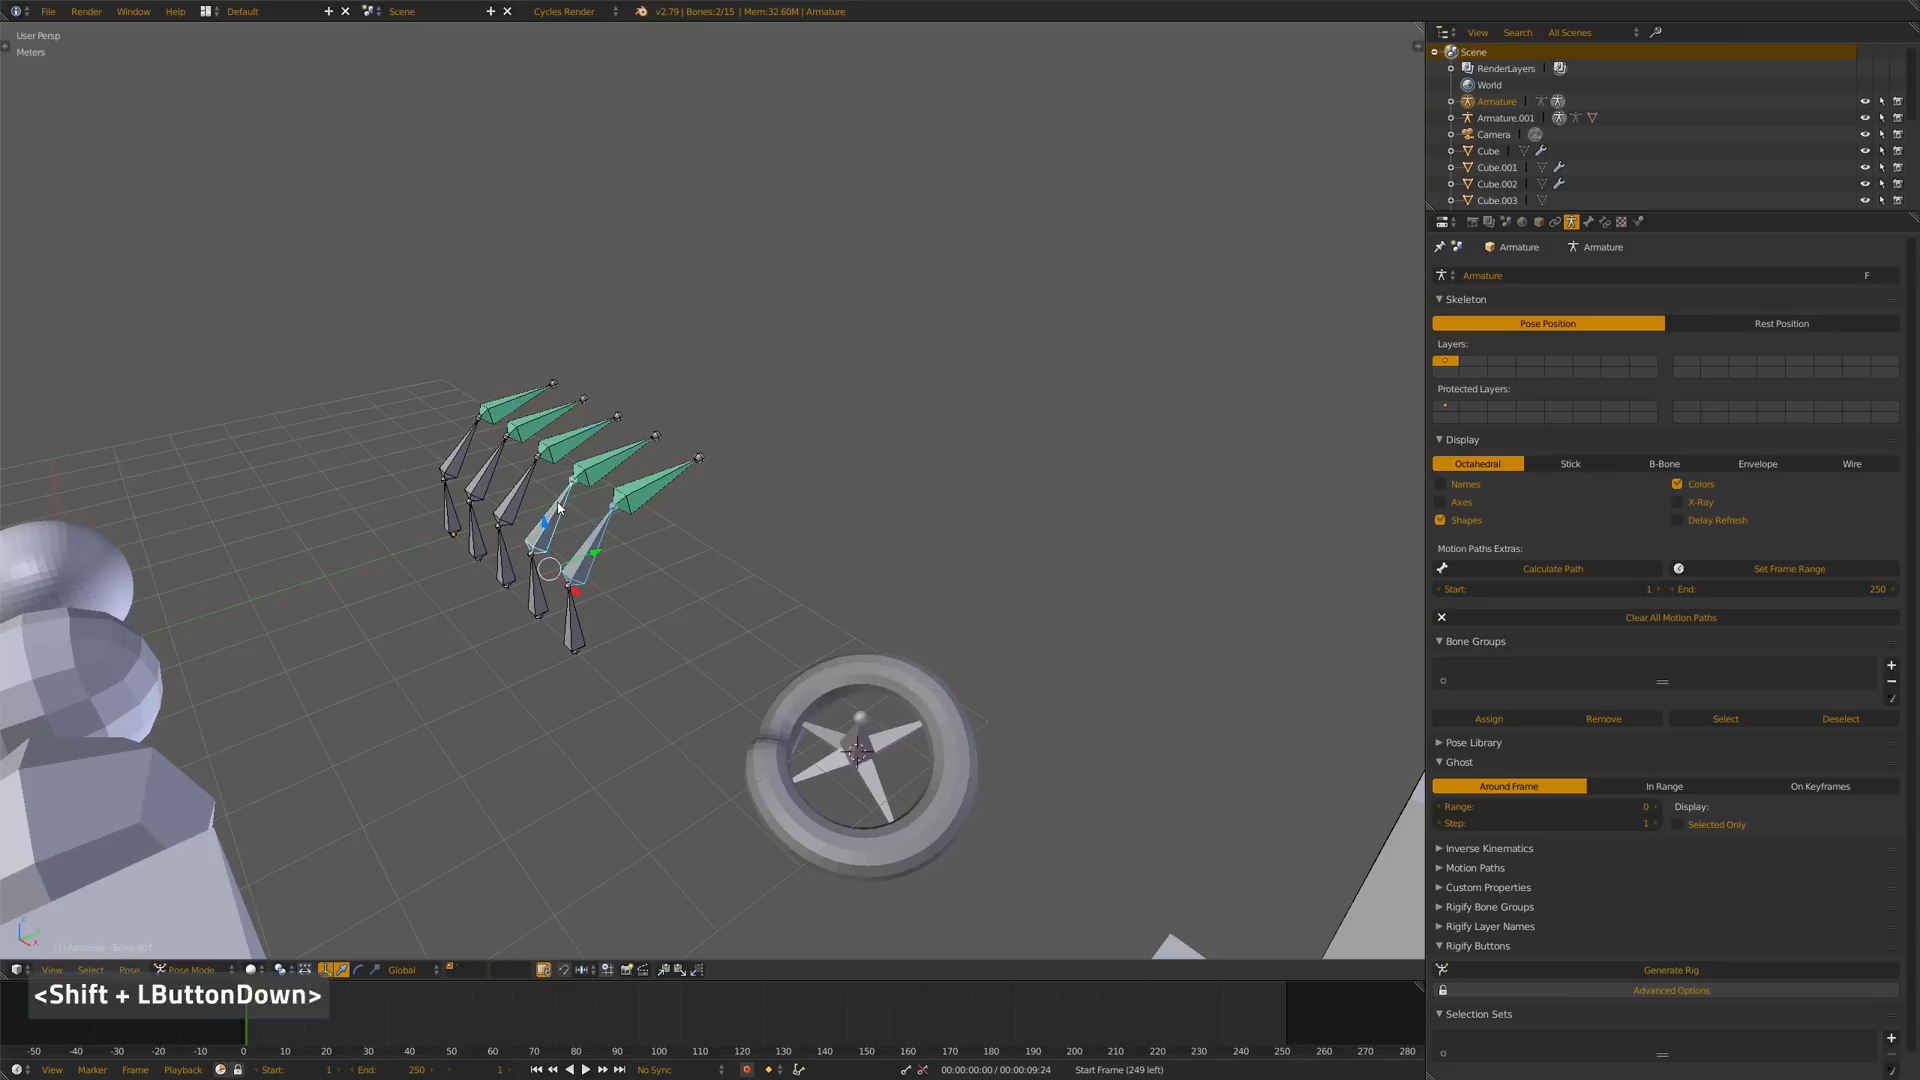 File Render Window Help Default Scene Cycles Render v2.79 | Bones:2/15 | Mem:32.60M | Armature
User Persp
Meters
View Search All Scenes
Scene
RenderLayers
World
Armature
Armature.001
Camera
Cube
Cube.001
Cube.002
Cube.003
Armature Armature
Armature F
Skeleton
Pose Position Rest Position
Layers:
Protected Layers:
Display
Octahedral Stick B-Bone Envelope Wire
Names Colors
Axes X-Ray
Shapes Delay Refresh
Motion Paths Extras:
Calculate Path Set Frame Range
Start: 1 End: 250
Clear All Motion Paths
Bone Groups
Assign Remove Select Deselect
Pose Library
Ghost
Around Frame In Range On Keyframes
Range: 0 Display:
Step: 1 Selected Only
Inverse Kinematics
Motion Paths
Custom Properties
Rigify Bone Groups
Rigify Layer Names
Rigify Buttons
Generate Rig
Advanced Options
Selection Sets
(1) Armature : Bone.007
View Select Pose Pose Mode Global
<Shift + LButtonDown>
-50 -40 -30 -20 -10 0 10 20 30 40 50 60 70 80 90 100 110 120 130 140 150 160 170 180 190 200 210 220 230 240 250 260 270 280
View Marker Frame Playback Start: 1 End: 250 1 No Sync 00:00:00:00 / 00:00:09:24 Start Frame (249 left)